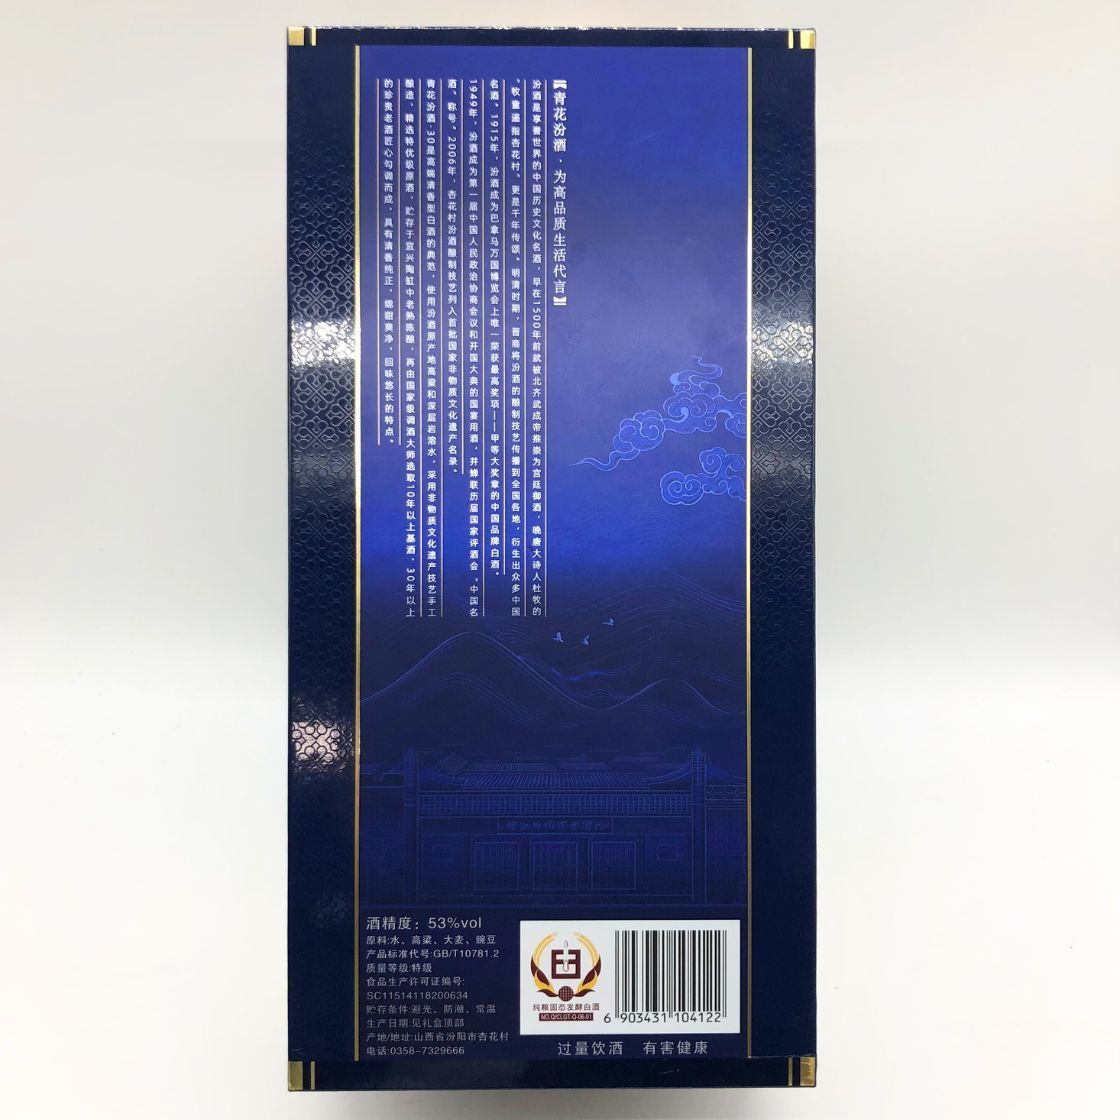 【青花汾酒·为高品质生活代言】
汾酒是享誉世界的中国历史文化名酒，早在1500年前就被北齐武成帝推崇为宫廷御酒，晚唐大诗人杜牧的
“牧童遥指杏花村”更是千年传颂。明清时期，晋商将汾酒的酿制技艺传播到全国各地，衍生出众多中国
名酒。1915年，汾酒成为巴拿马万国博览会上唯一荣获最高奖项——甲等大奖章的中国品牌白酒。
1949年，汾酒成为第一届中国人民政治协商会议和开国大典的国宴用酒，并蝉联历届国家评酒会“中国名
酒”称号。2006年，杏花村汾酒酿制技艺列入首批国家非物质文化遗产名录。
青花汾酒·30是高端清香型白酒的典范，使用汾酒原产地高粱和深层岩溶水，采用非物质文化遗产技艺手工
酿造，精选特优级原酒，贮存于宜兴陶缸中老熟陈酿，再由国家级调酒大师选取10年以上基酒、30年以上
的珍贵老酒匠心勾调而成，具有清香纯正，绵甜爽净，回味悠长的特点。
酒精度：53%vol
原料:水、高粱、大麦、豌豆
产品标准代号:GB/T10781.2
质量等级:特级
食品生产许可证编号:
SC11514118200634
贮存条件:避光、防潮、常温
生产日期:见礼盒顶部
产地/地址:山西省汾阳市杏花村
电话:0358-7329666
纯粮固态发酵白酒
NO.Q/CLGT-Q-06-01
6 903431 104122
过量饮酒 有害健康